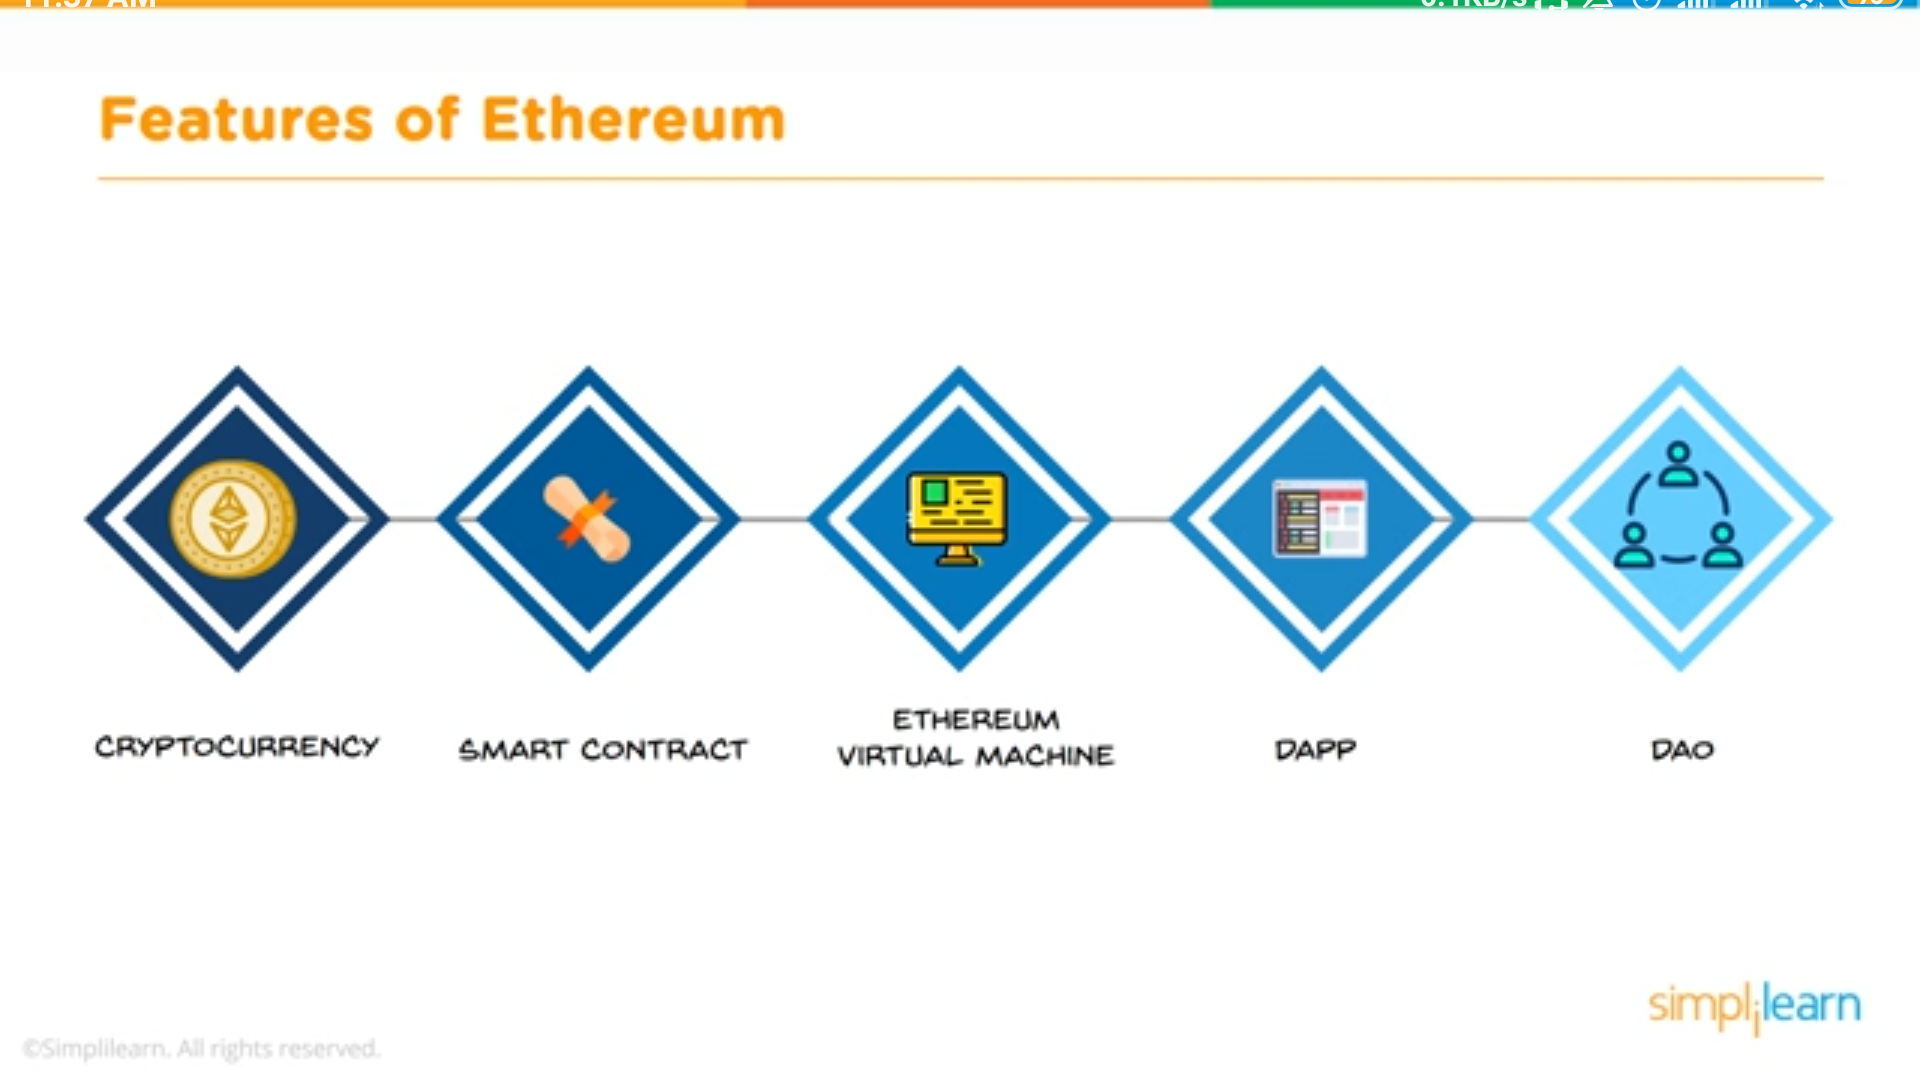 Features of Ethereum
CRYPTOCURRENCY
SMART CONTRACT
ETHEREUM
VIRTUAL MACHINE
DAPP
DAO
simplilearn
©Simplilearn. All rights reserved.